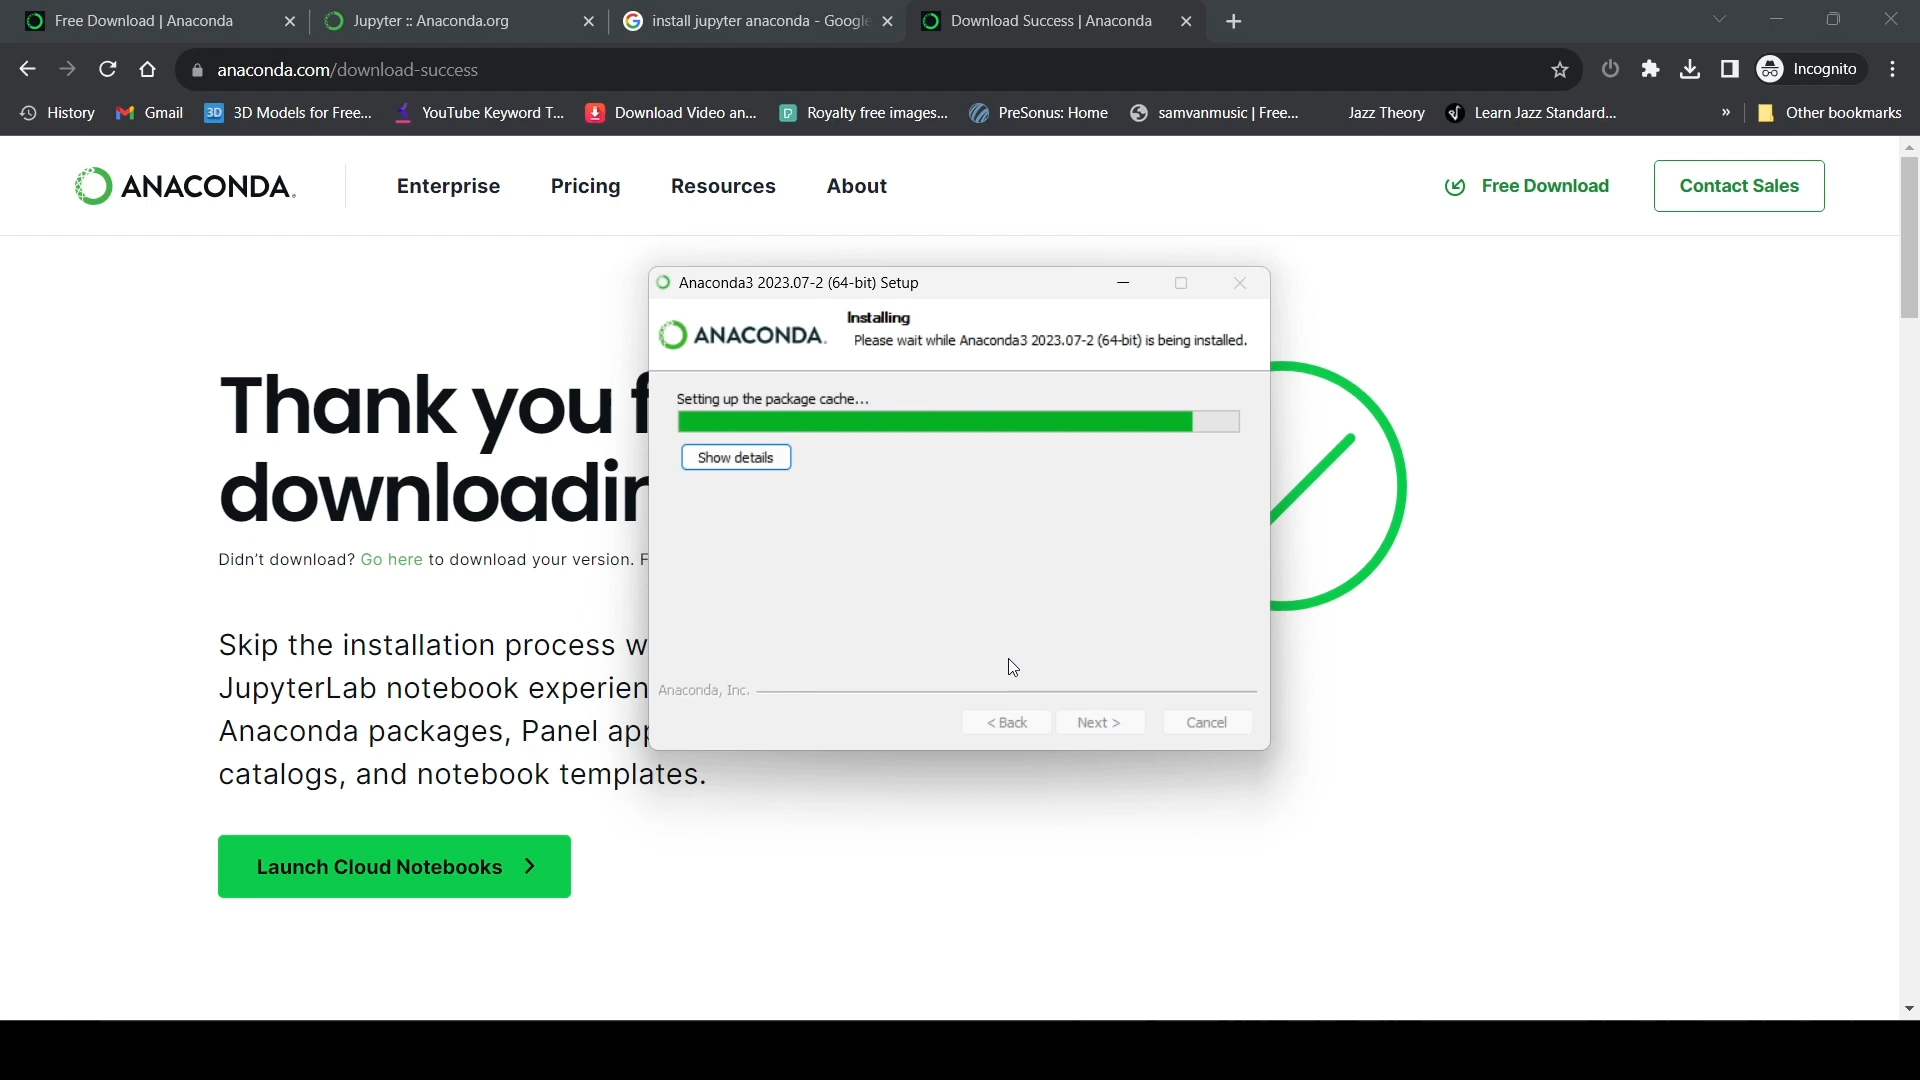 Free Download | Anaconda
Jupyter :: Anaconda.org
install jupyter anaconda - Google
Download Success | Anaconda
anaconda.com/download-success
Incognito
History
Gmail
3D
3D Models for Free...
YouTube Keyword T...
Download Video an...
Royalty free images...
PreSonus: Home
samvanmusic | Free...
Jazz Theory
Learn Jazz Standard...
»
Other bookmarks
ANACONDA.
Enterprise
Pricing
Resources
About
Free Download
Contact Sales
Anaconda3 2023.07-2 (64-bit) Setup
ANACONDA.
Installing
Please wait while Anaconda3 2023.07-2 (64-bit) is being installed.
Setting up the package cache...
Show details
Anaconda, Inc.
< Back
Next >
Cancel
Thank you f
downloadin
Didn't download? Go here to download your version. F
Skip the installation process w
JupyterLab notebook experien
Anaconda packages, Panel app
catalogs, and notebook templates.
Launch Cloud Notebooks